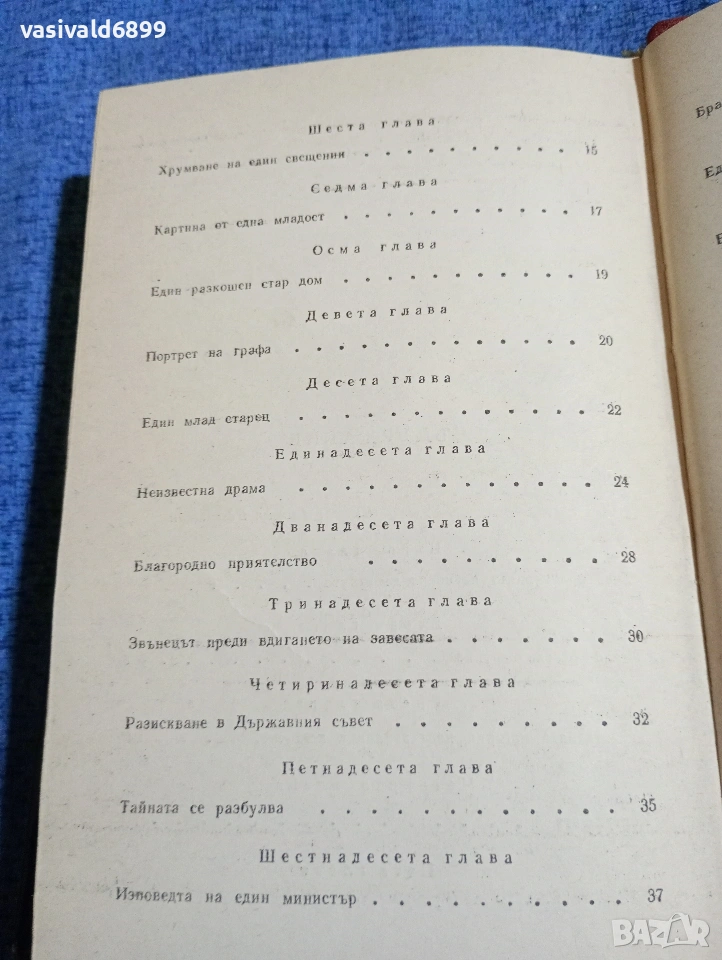 vasivald6899
Шеста глава
Хрумване на един свещеник . . . . . . . . . . 15
Седма глава
Картина от една младост . . . . . . . . . . . 17
Осма глава
Един разкошен стар дом . . . . . . . . . . . 19
Девета глава
Портрет на графа . . . . . . . . . . . . . . 20
Десета глава
Един млад старец . . . . . . . . . . . . . 22
Единадесета глава
Неизвестна драма . . . . . . . . . . . . . 24
Дванадесета глава
Благородно приятелство . . . . . . . . . . 28
Тринадесета глава
Звънецът преди вдигането на завесата . . . . . . . 30
Четиринадесета глава
Разискване в Държавния съвет . . . . . . . . . 32
Петнадесета глава
Тайната се разбулва . . . . . . . . . . . . 35
Шестнадесета глава
Изповедта на един министър . . . . . . . . . . 37
Бра
Ед
BAZAR